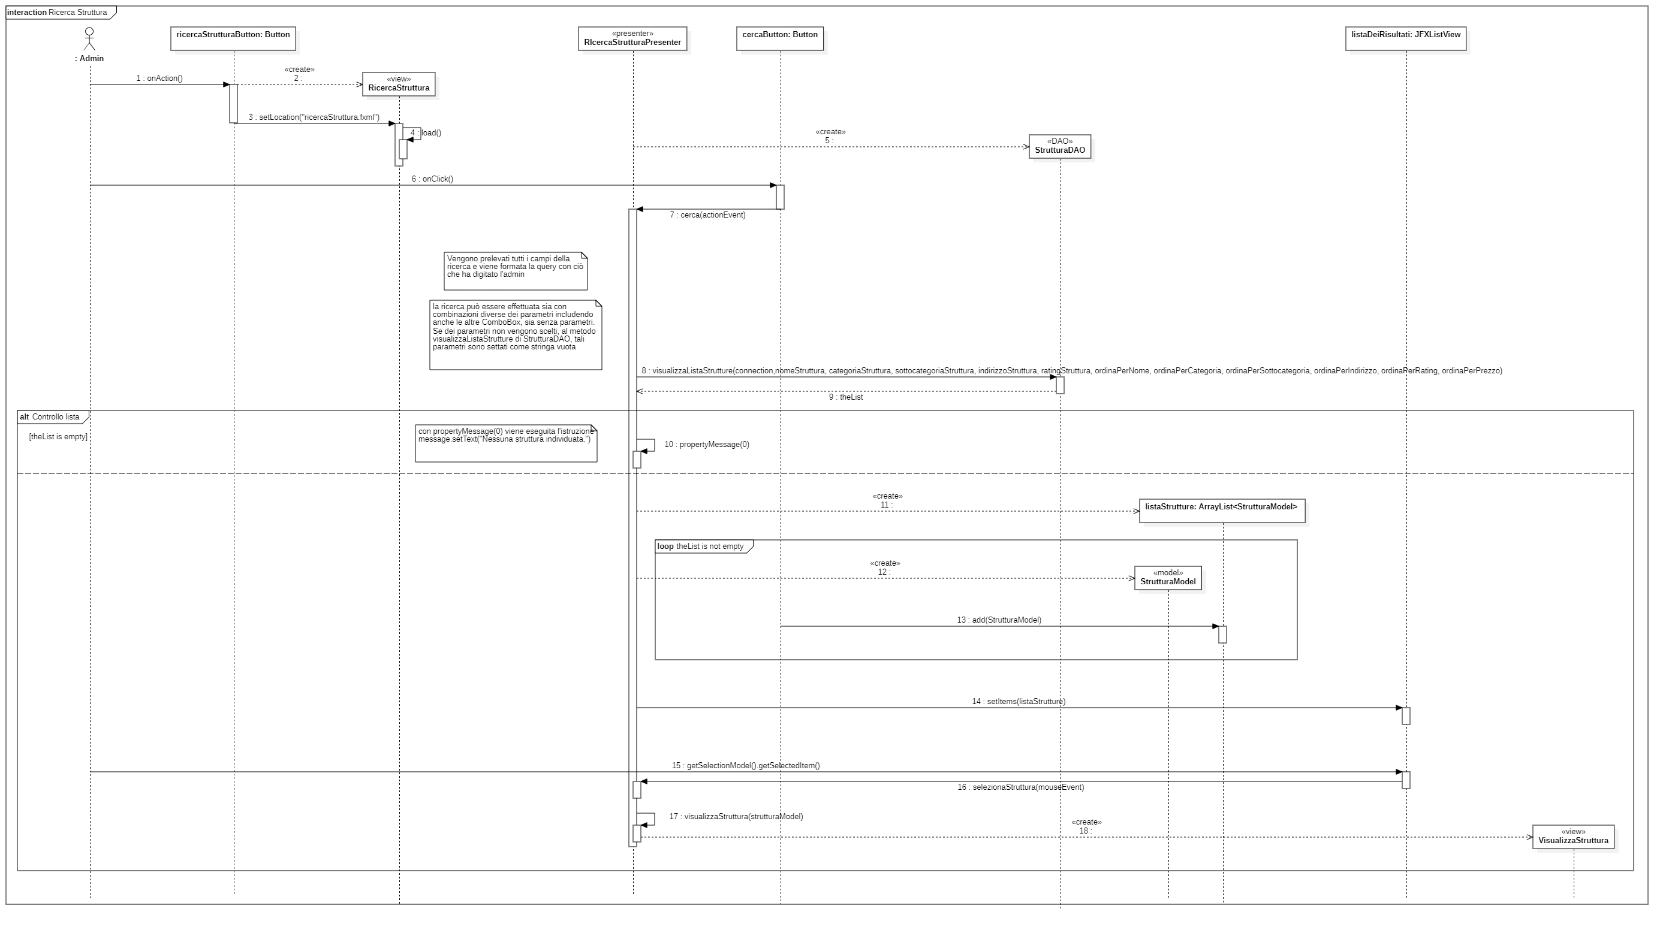 interaction Ricerca Struttura
: Admin
ricercaStrutturaButton: Button
«presenter»
RIcercaStrutturaPresenter
cercaButton: Button
listaDeiRisultati: JFXListView
1 : onAction()
«create»
2 :
«view»
RicercaStruttura
3 : setLocation("ricercaStruttura.fxml")
4 : load()
«create»
5 :
«DAO»
StrutturaDAO
6 : onClick()
7 : cerca(actionEvent)
Vengono prelevati tutti i campi della
ricerca e viene formata la query con ciò
che ha digitato l'admin
la ricerca può essere effettuata sia con
combinazioni diverse dei parametri includendo
anche le altre ComboBox, sia senza parametri.
Se dei parametri non vengono scelti, al metodo
visualizzaListaStrutture di StrutturaDAO, tali
parametri sono settati come stringa vuota
8 : visualizzaListaStrutture(connection,nomeStruttura, categoriaStruttura, sottocategoriaStruttura, indirizzoStruttura, ratingStruttura, ordinaPerNome, ordinaPerCategoria, ordinaPerSottocategoria, ordinaPerIndirizzo, ordinaPerRating, ordinaPerPrezzo)
9 : theList
alt Controllo lista
[theList is empty]
con propertyMessage(0) viene eseguita l'istruzione
message.setText("Nessuna struttura individuata.")
10 : propertyMessage(0)
«create»
11 :
listaStrutture: ArrayList<StrutturaModel>
loop theList is not empty
«create»
12 :
«model»
StrutturaModel
13 : add(StrutturaModel)
14 : setItems(listaStrutture)
15 : getSelectionModel().getSelectedItem()
16 : selezionaStruttura(mouseEvent)
17 : visualizzaStruttura(strutturaModel)
«create»
18 :
«view»
VisualizzaStruttura